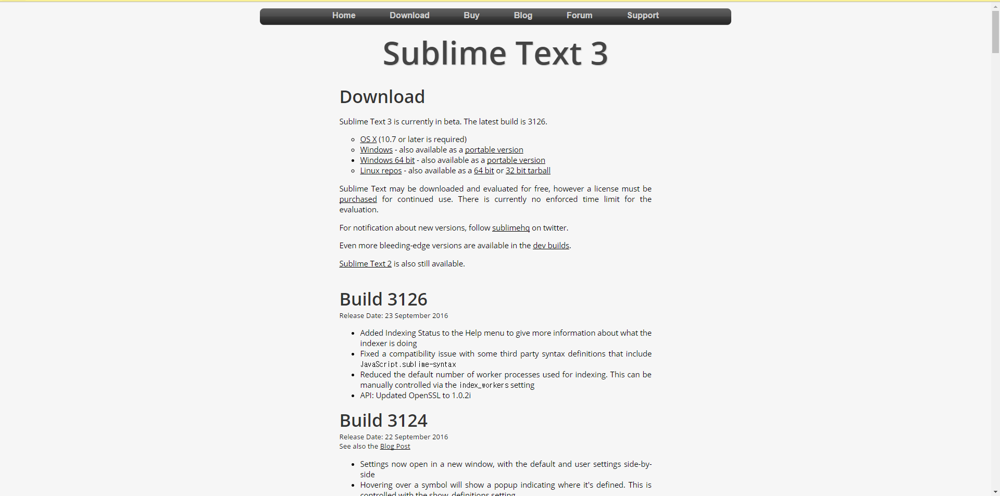 Home Download Buy Blog Forum Support
Sublime Text 3
Download
Sublime Text 3 is currently in beta. The latest build is 3126.
OS X (10.7 or later is required)
Windows - also available as a portable version
Windows 64 bit - also available as a portable version
Linux repos - also available as a 64 bit or 32 bit tarball
Sublime Text may be downloaded and evaluated for free, however a license must be
purchased for continued use. There is currently no enforced time limit for the
evaluation.
For notification about new versions, follow sublimehq on twitter.
Even more bleeding-edge versions are available in the dev builds.
Sublime Text 2 is also still available.
Build 3126
Release Date: 23 September 2016
Added Indexing Status to the Help menu to give more information about what the
indexer is doing
Fixed a compatibility issue with some third party syntax definitions that include
JavaScript.sublime-syntax
Reduced the default number of worker processes used for indexing. This can be
manually controlled via the index_workers setting
API: Updated OpenSSL to 1.0.2i
Build 3124
Release Date: 22 September 2016
See also the Blog Post
Settings now open in a new window, with the default and user settings side-by-
side
Hovering over a symbol will show a popup indicating where it's defined. This is
controlled with the show_definitions setting